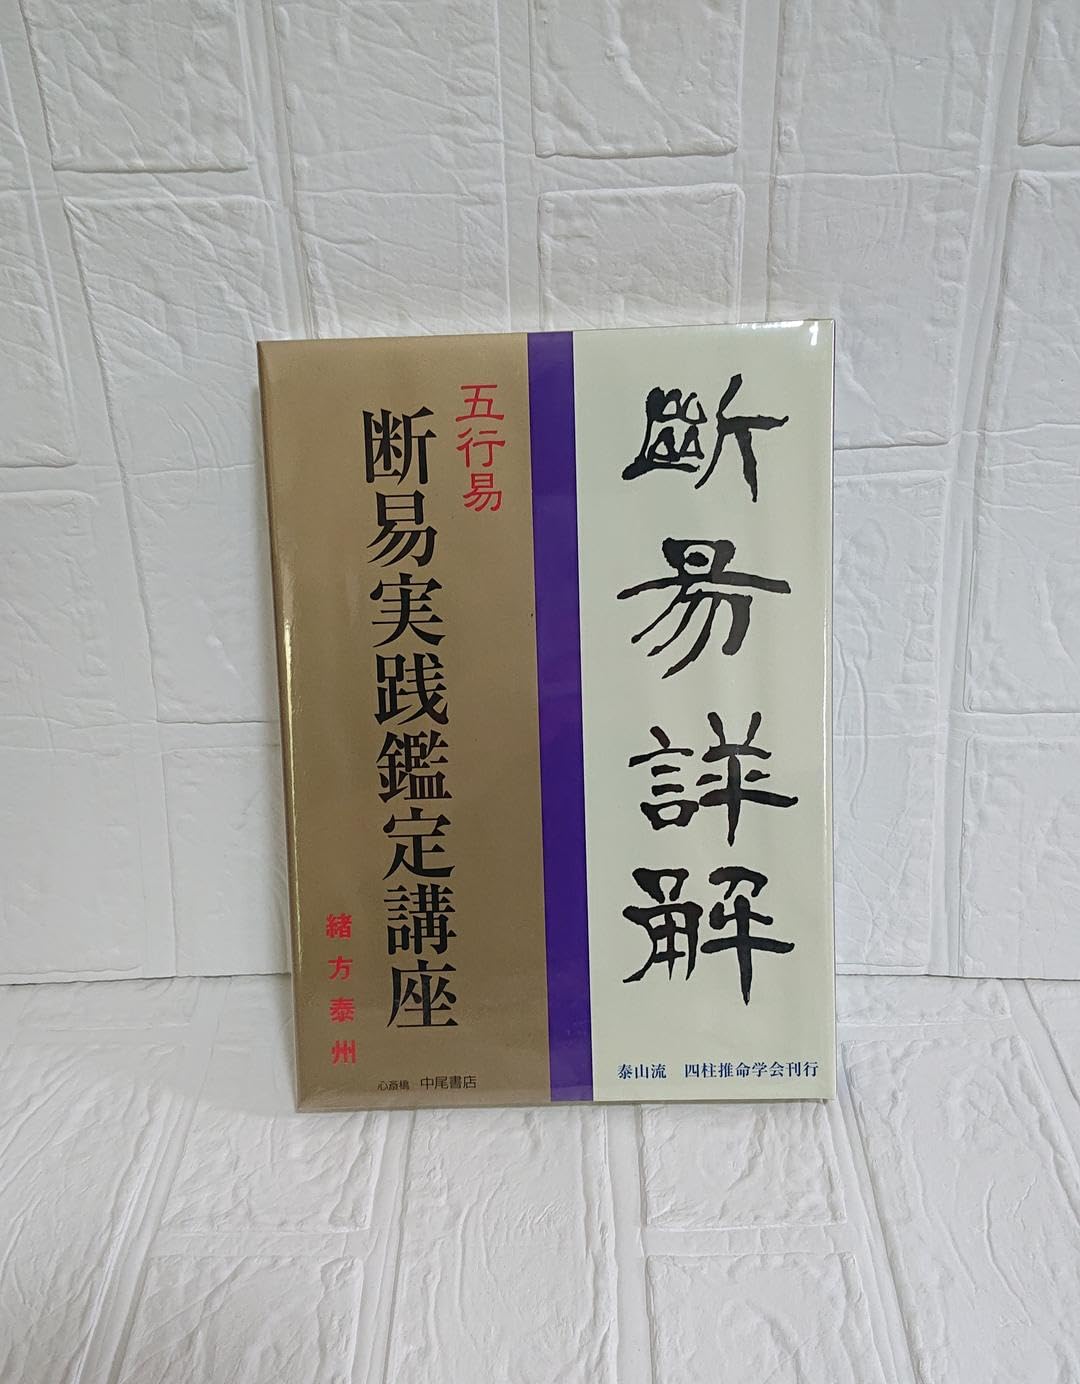 斷易詳解
泰山流　四柱推命学会刊行
五行易
断易実践鑑定講座
緒方泰州
心斎橋　中尾書店